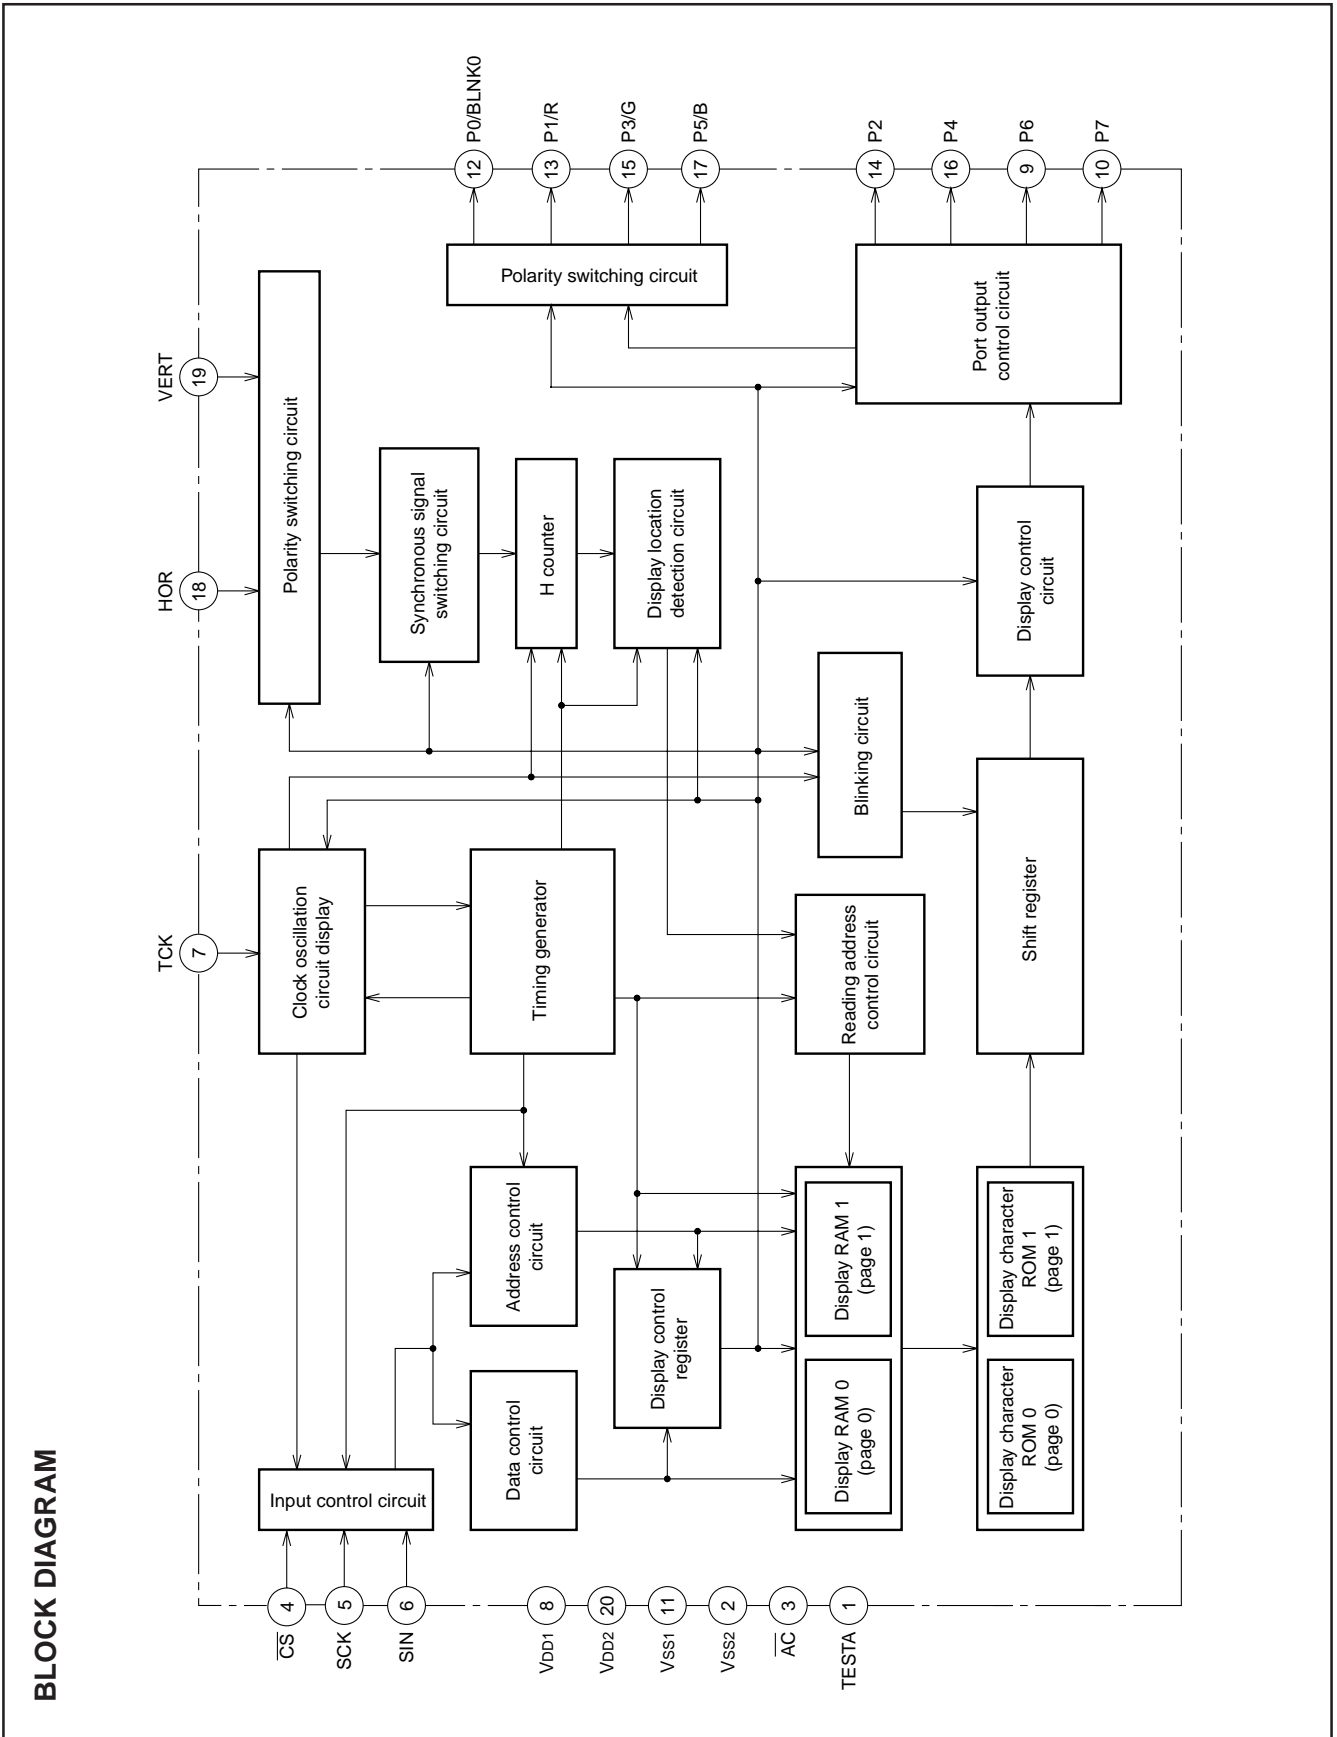 BLOCK DIAGRAM
VERT
19
HOR
18
TCK
7
P0/BLNK0
12
P1/R
13
P3/G
15
P5/B
17
P2
14
P4
16
P6
9
P7
10
Polarity switching circuit
Polarity switching circuit
Port output
control circuit
Synchronous signal
switching circuit
H counter
Display location
detection circuit
Display control
circuit
Clock oscillation
circuit display
Timing generator
Blinking circuit
Reading address
control circuit
Shift register
Input control circuit
Address control
circuit
Data control
circuit
Display control
register
Display RAM 1
(page 1)
Display RAM 0
(page 0)
Display character
ROM 1
(page 1)
Display character
ROM 0
(page 0)
4
CS
5
SCK
6
SIN
8
VDD1
20
VDD2
11
VSS1
2
VSS2
3
AC
1
TESTA